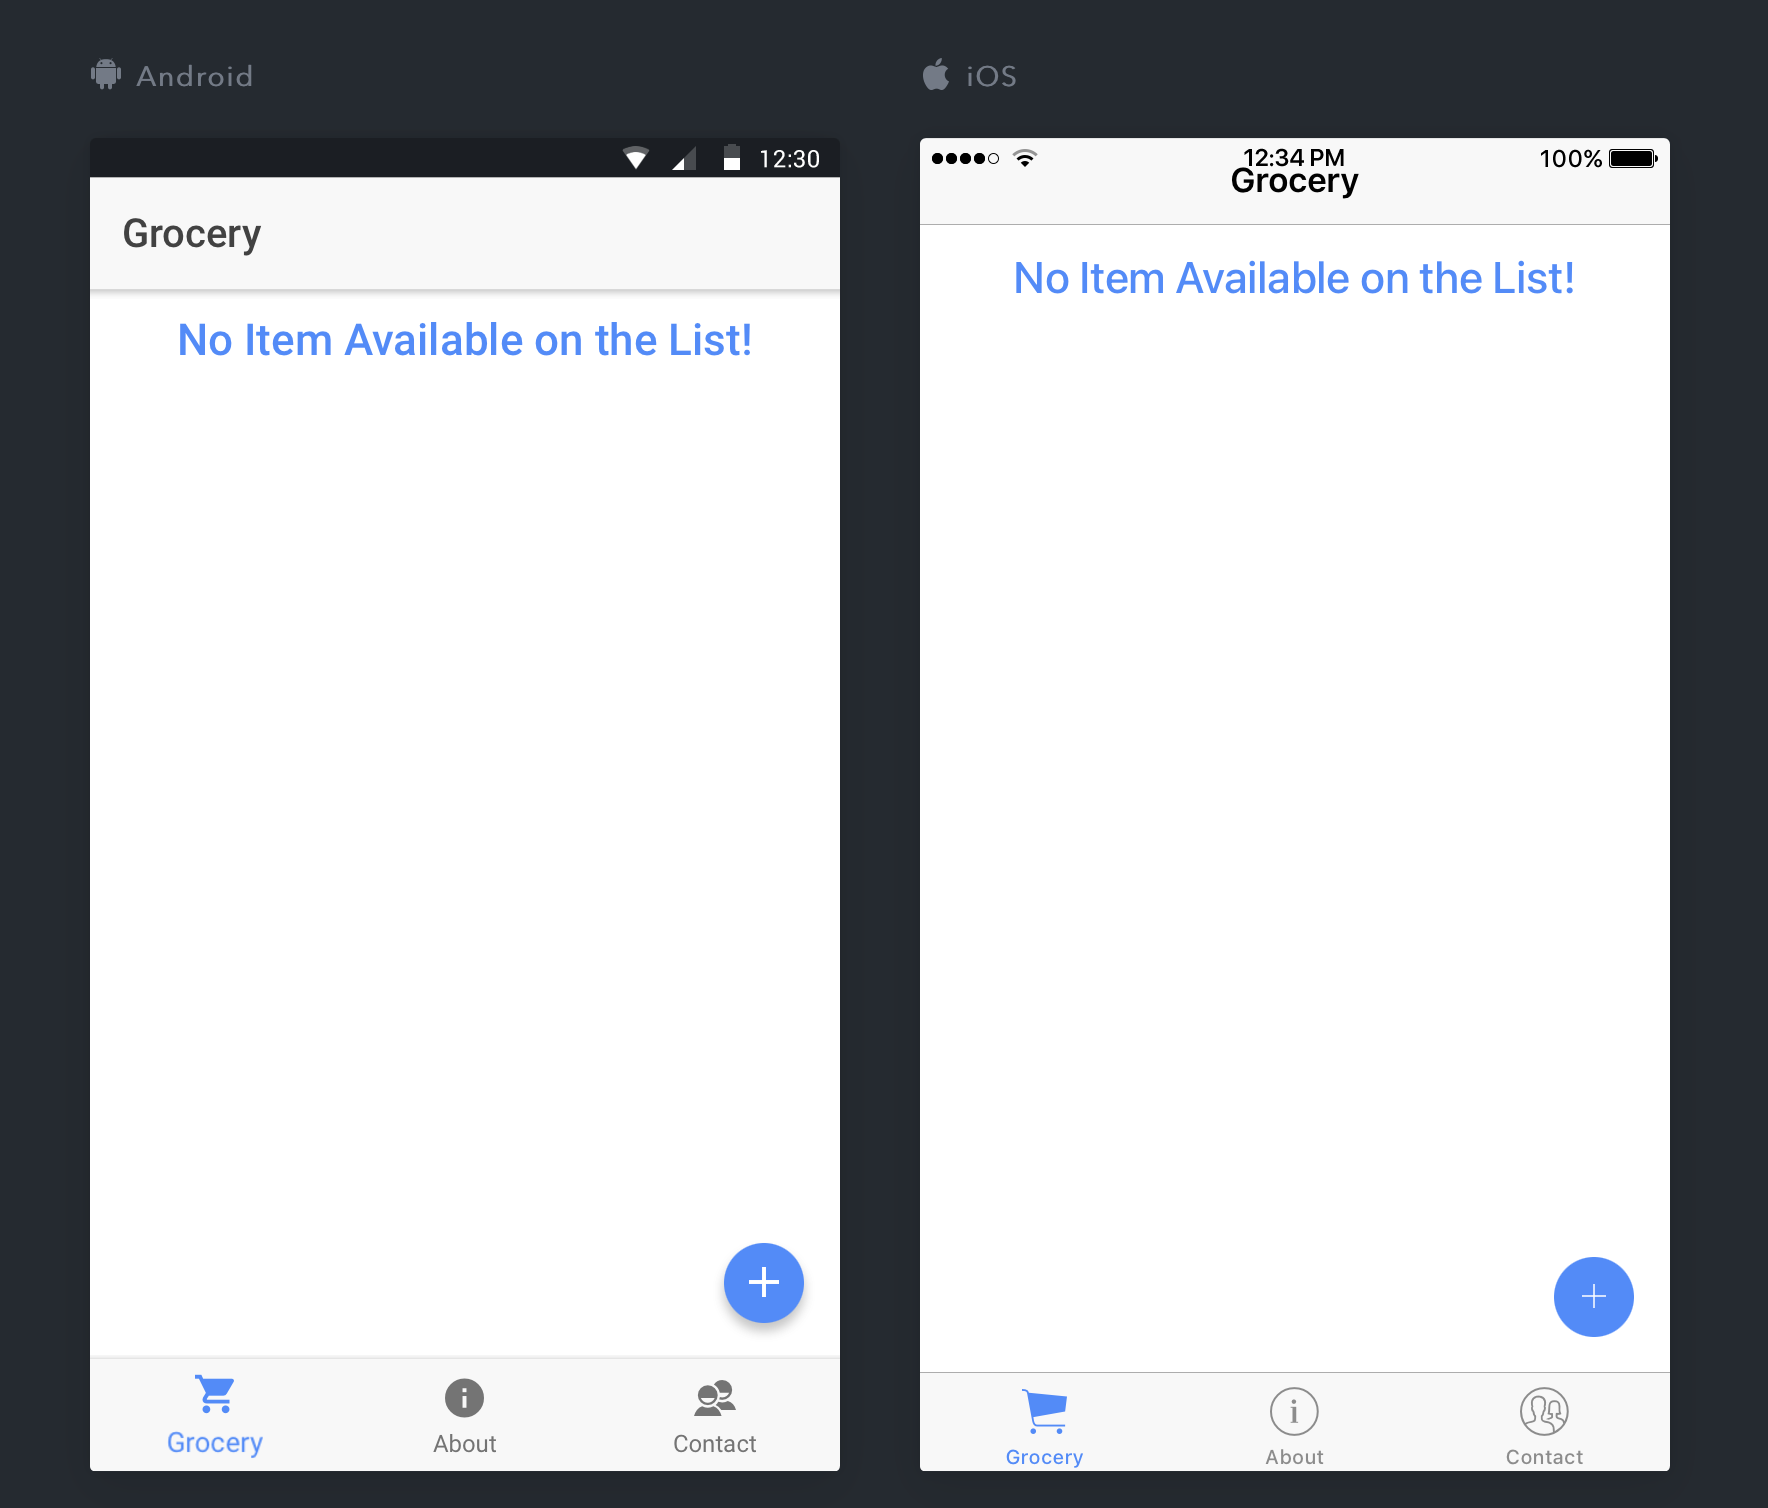 Android
12:30
Grocery
No Item Available on the List!
Grocery
About
Contact
iOS
12:34 PM
100%
Grocery
No Item Available on the List!
Grocery
About
Contact